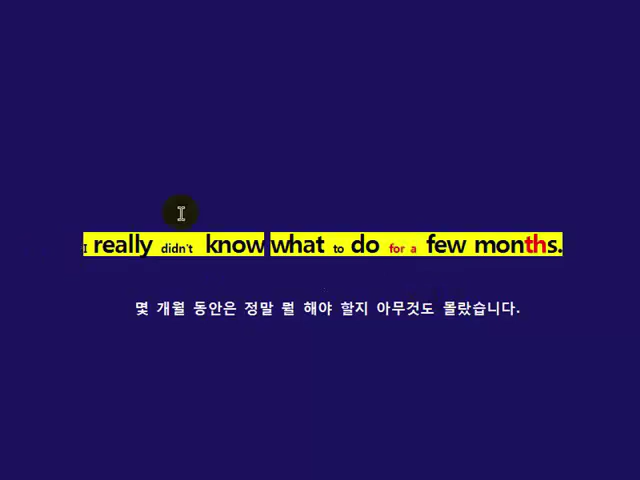 I really didn't know what to do for a few months.
몇 개월 동안은 정말 뭘 해야 할지 아무것도 몰랐습니다.